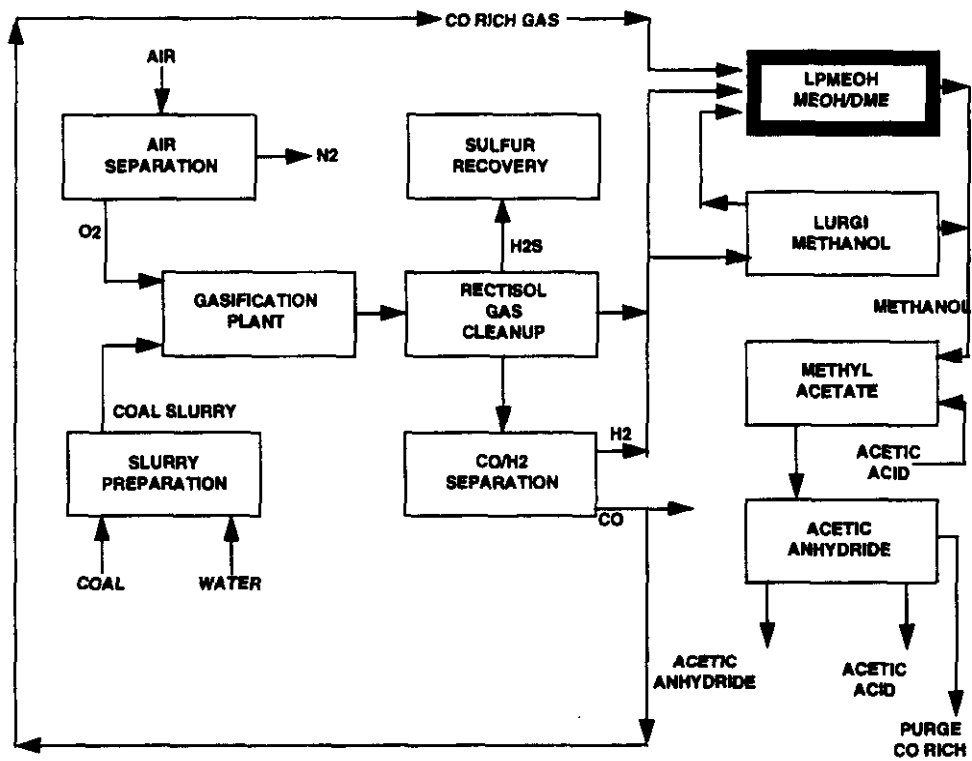 CO RICH GAS
AIR
LPMEOH
MEOH/DME
AIR
SEPARATION
N2
SULFUR
RECOVERY
O2
H2S
LURGI
METHANOL
GASIFICATION
PLANT
RECTISOL
GAS
CLEANUP
METHANOL
METHYL
ACETATE
COAL SLURRY
SLURRY
PREPARATION
CO/H2
SEPARATION
H2
ACETIC
ACID
CO
ACETIC
ANHYDRIDE
COAL
WATER
ACETIC
ANHYDRIDE
ACETIC
ACID
PURGE
CO RICH